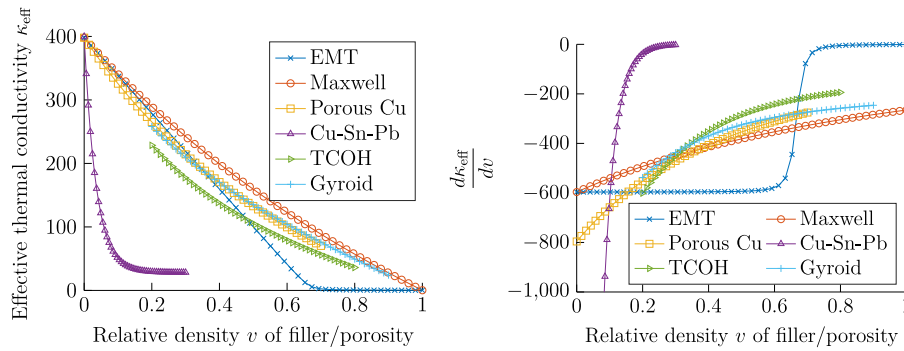 Effective thermal conductivity κ_eff
400
300
200
100
0
0
0.2
0.4
0.6
0.8
1
Relative density v of filler/porosity
EMT
Maxwell
Porous Cu
Cu-Sn-Pb
TCOH
Gyroid
dκ_eff
dv
0
−200
−400
−600
−800
−1,000
0
0.2
0.4
0.6
0.8
1
Relative density v of filler/porosity
EMT
Maxwell
Porous Cu
Cu-Sn-Pb
TCOH
Gyroid